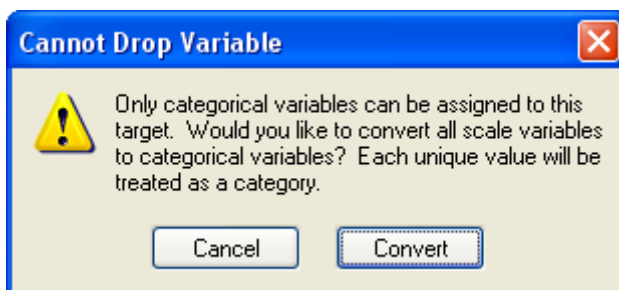 Cannot Drop Variable
Only categorical variables can be assigned to this
target. Would you like to convert all scale variables
to categorical variables? Each unique value will be
treated as a category.
Cancel
Convert